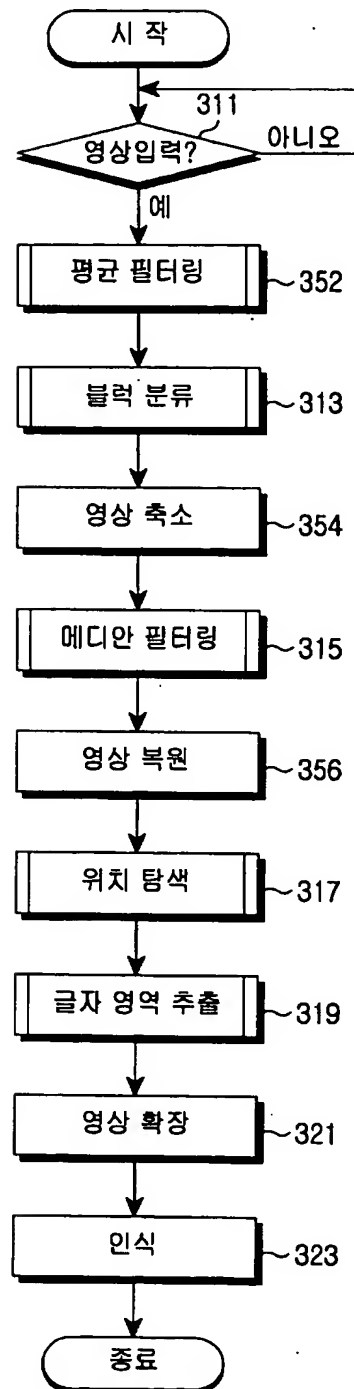 시 작
311
영상입력?
아니오
예
평균 필터링
352
블럭 분류
313
영상 축소
354
메디안 필터링
315
영상 복원
356
위치 탐색
317
글자 영역 추출
319
영상 확장
321
인식
323
종료